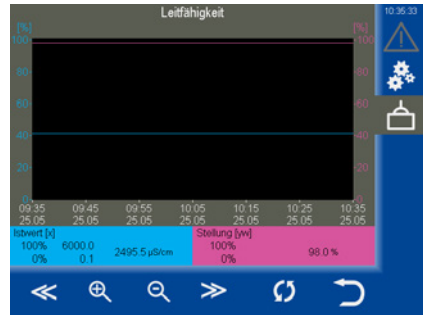 Leitfähigkeit
10:35:33
[%] [%]
100 100
80 80
60 60
40 40
20 20
0 0
09:35 09:45 09:55 10:05 10:15 10:25 10:35
25.05 25.05 25.05 25.05 25.05 25.05 25.05
Istwert [x] Stellung [yw]
100% 6000.0 2495.5 µS/cm 100% 98.0 %
0% 0.1 0%